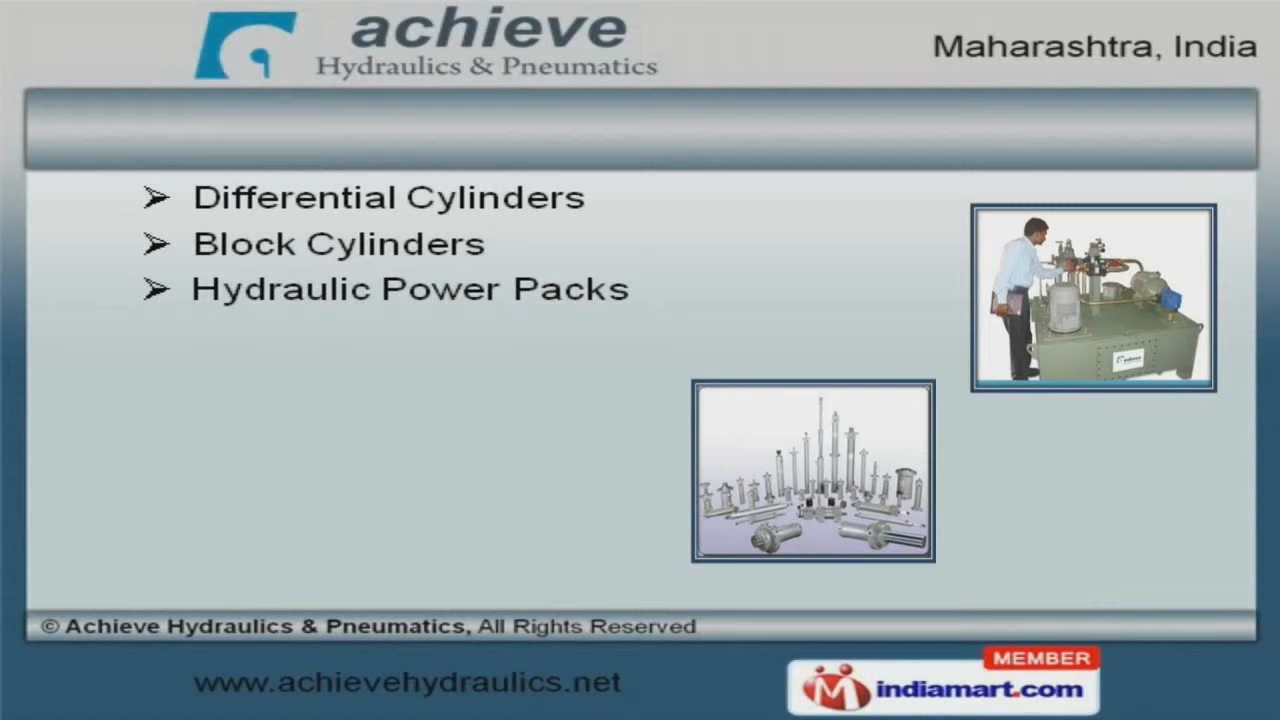 achieve
Hydraulics & Pneumatics
Maharashtra, India
➢ Differential Cylinders
➢ Block Cylinders
➢ Hydraulic Power Packs
achieve
© Achieve Hydraulics & Pneumatics, All Rights Reserved
www.achievehydraulics.net
MEMBER
indiamart.com